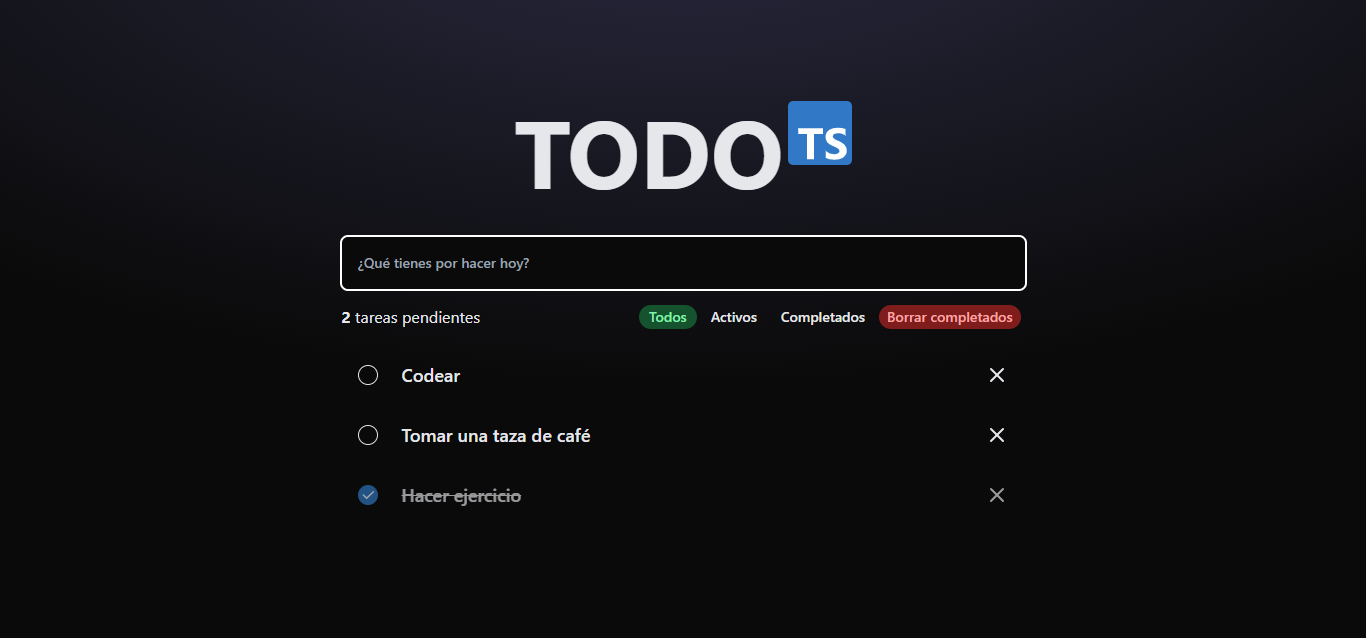 TODO TS
¿Qué tienes por hacer hoy?
2 tareas pendientes Todos Activos Completados Borrar completados
Codear
Tomar una taza de café
Hacer ejercicio